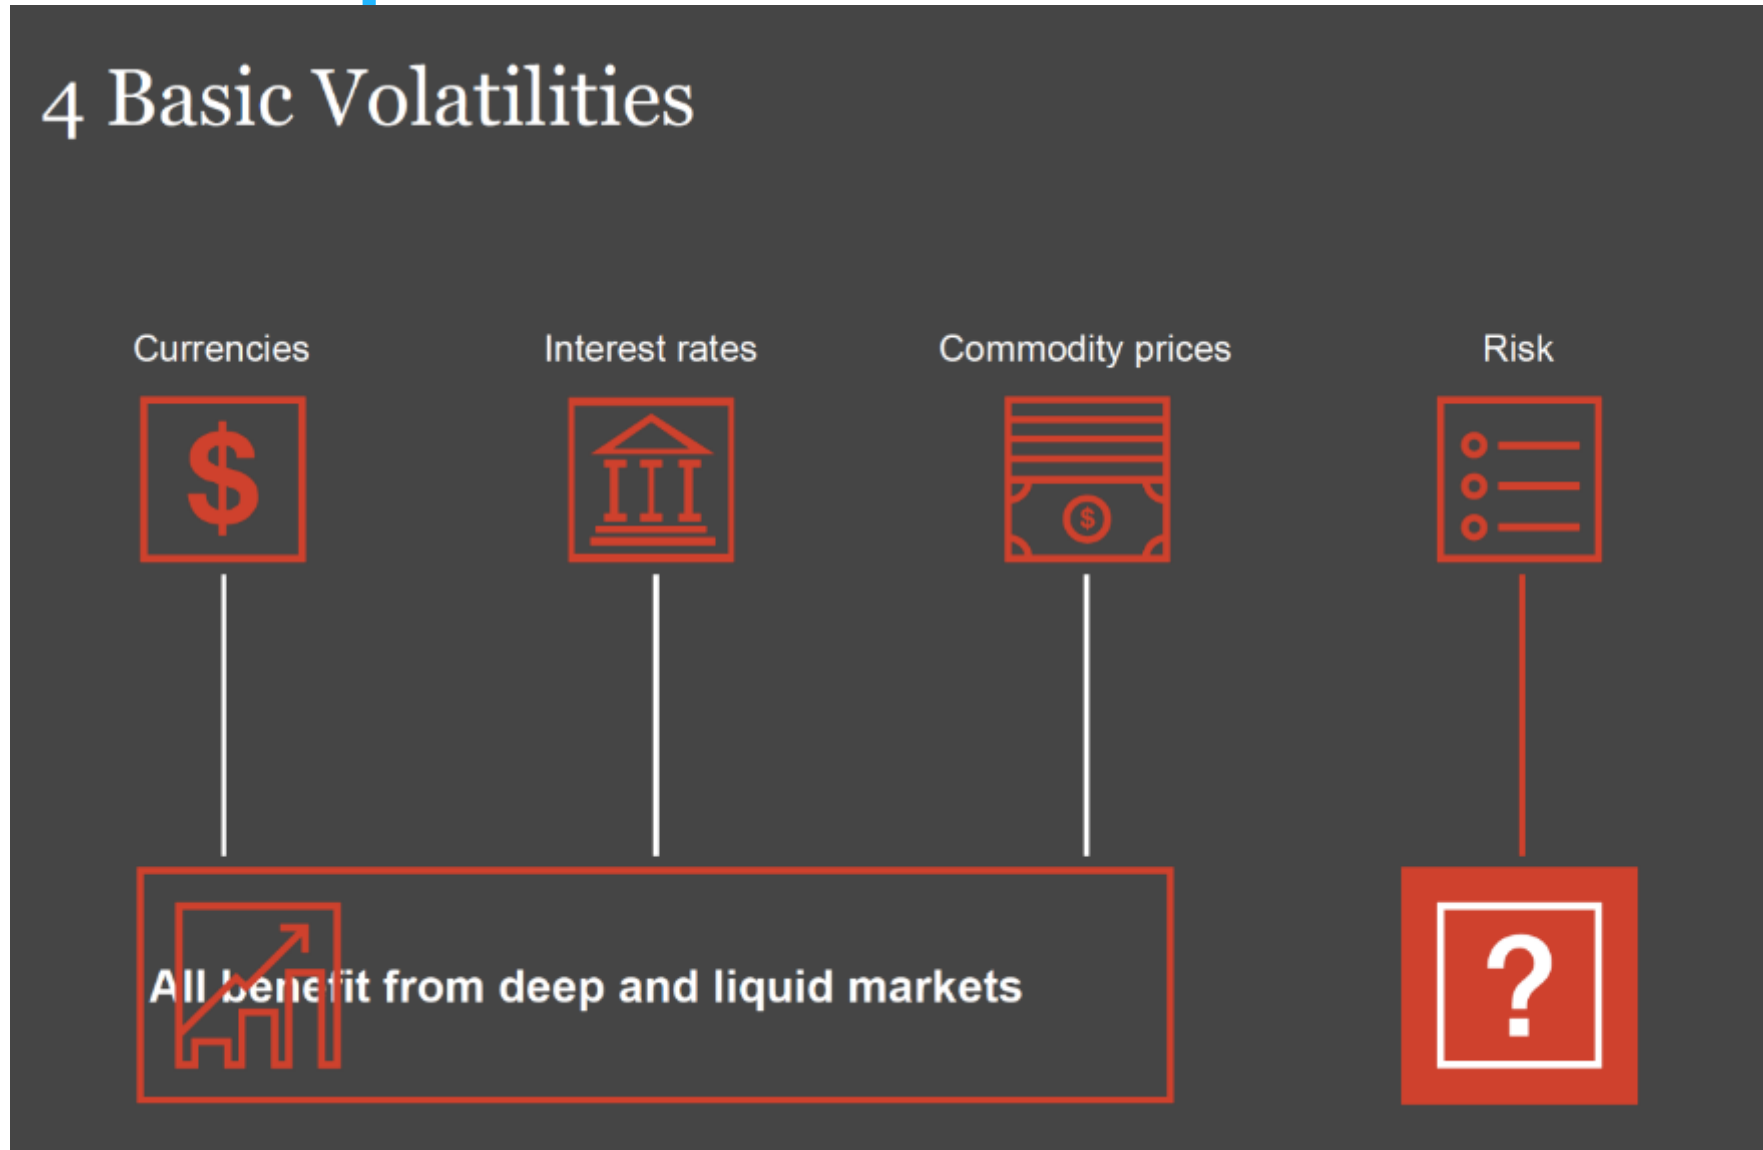 4 Basic Volatilities
Currencies
Interest rates
Commodity prices
Risk
$
$
All benefit from deep and liquid markets
?